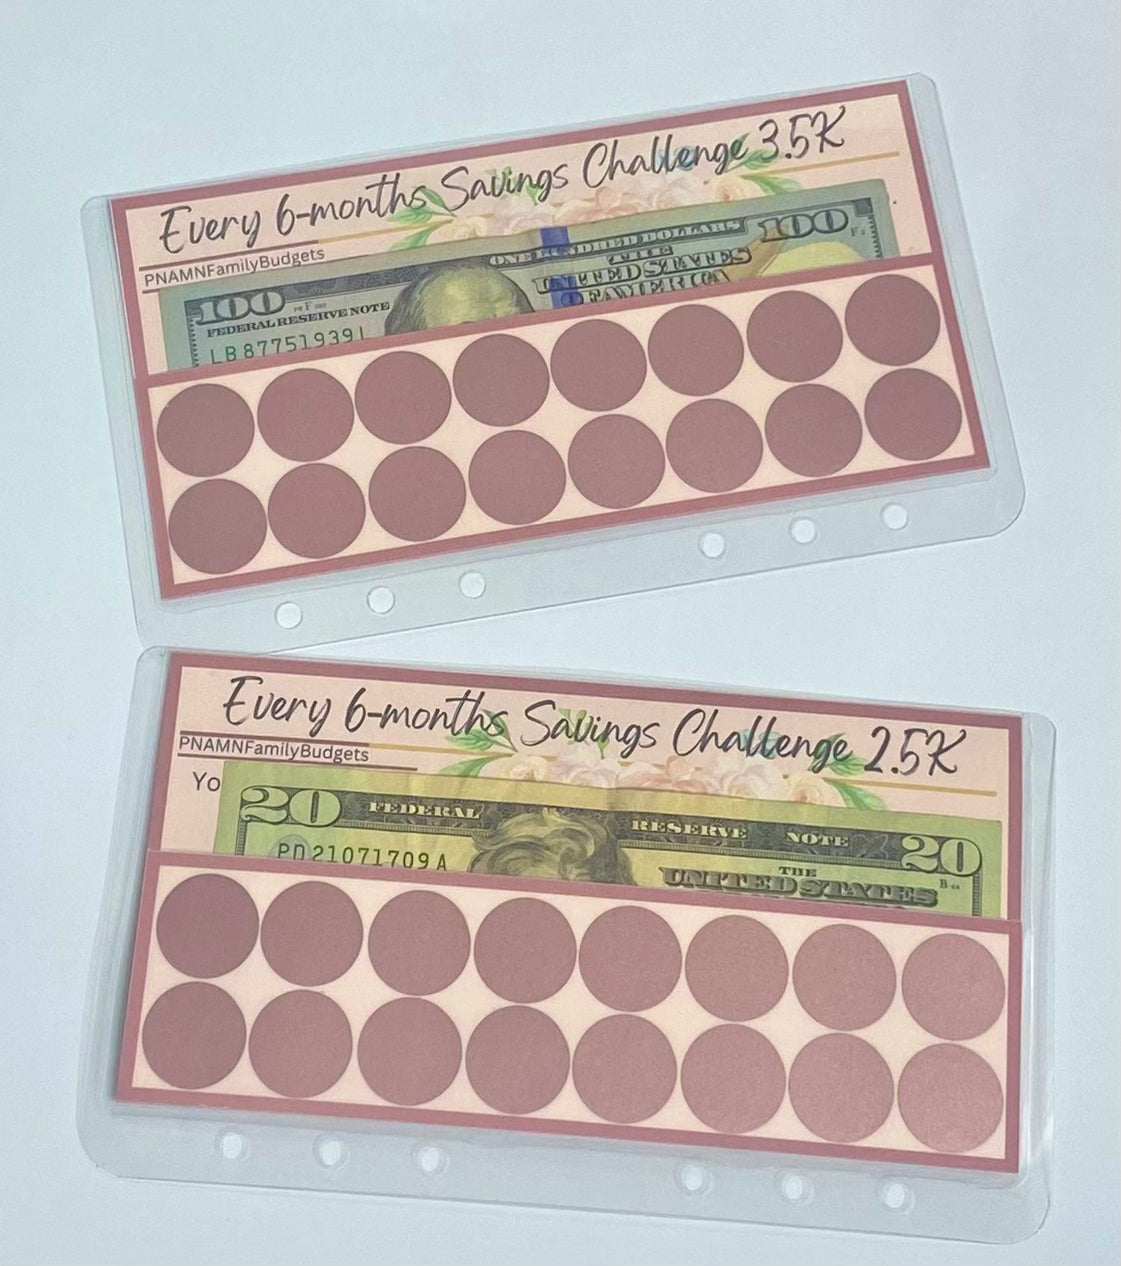 Every 6-months Savings Challenge 3.5K
PNAMNFamilyBudgets
100
FEDERAL RESERVE NOTE
LB87751939
ONE HUNDRED DOLLARS
THE
UNITED STATES
OF AMERICA
100
Every 6-months Savings Challenge 2.5K
PNAMNFamilyBudgets
Yo
20
FEDERAL RESERVE NOTE
20
PD21071709A
THE
UNITED STATES